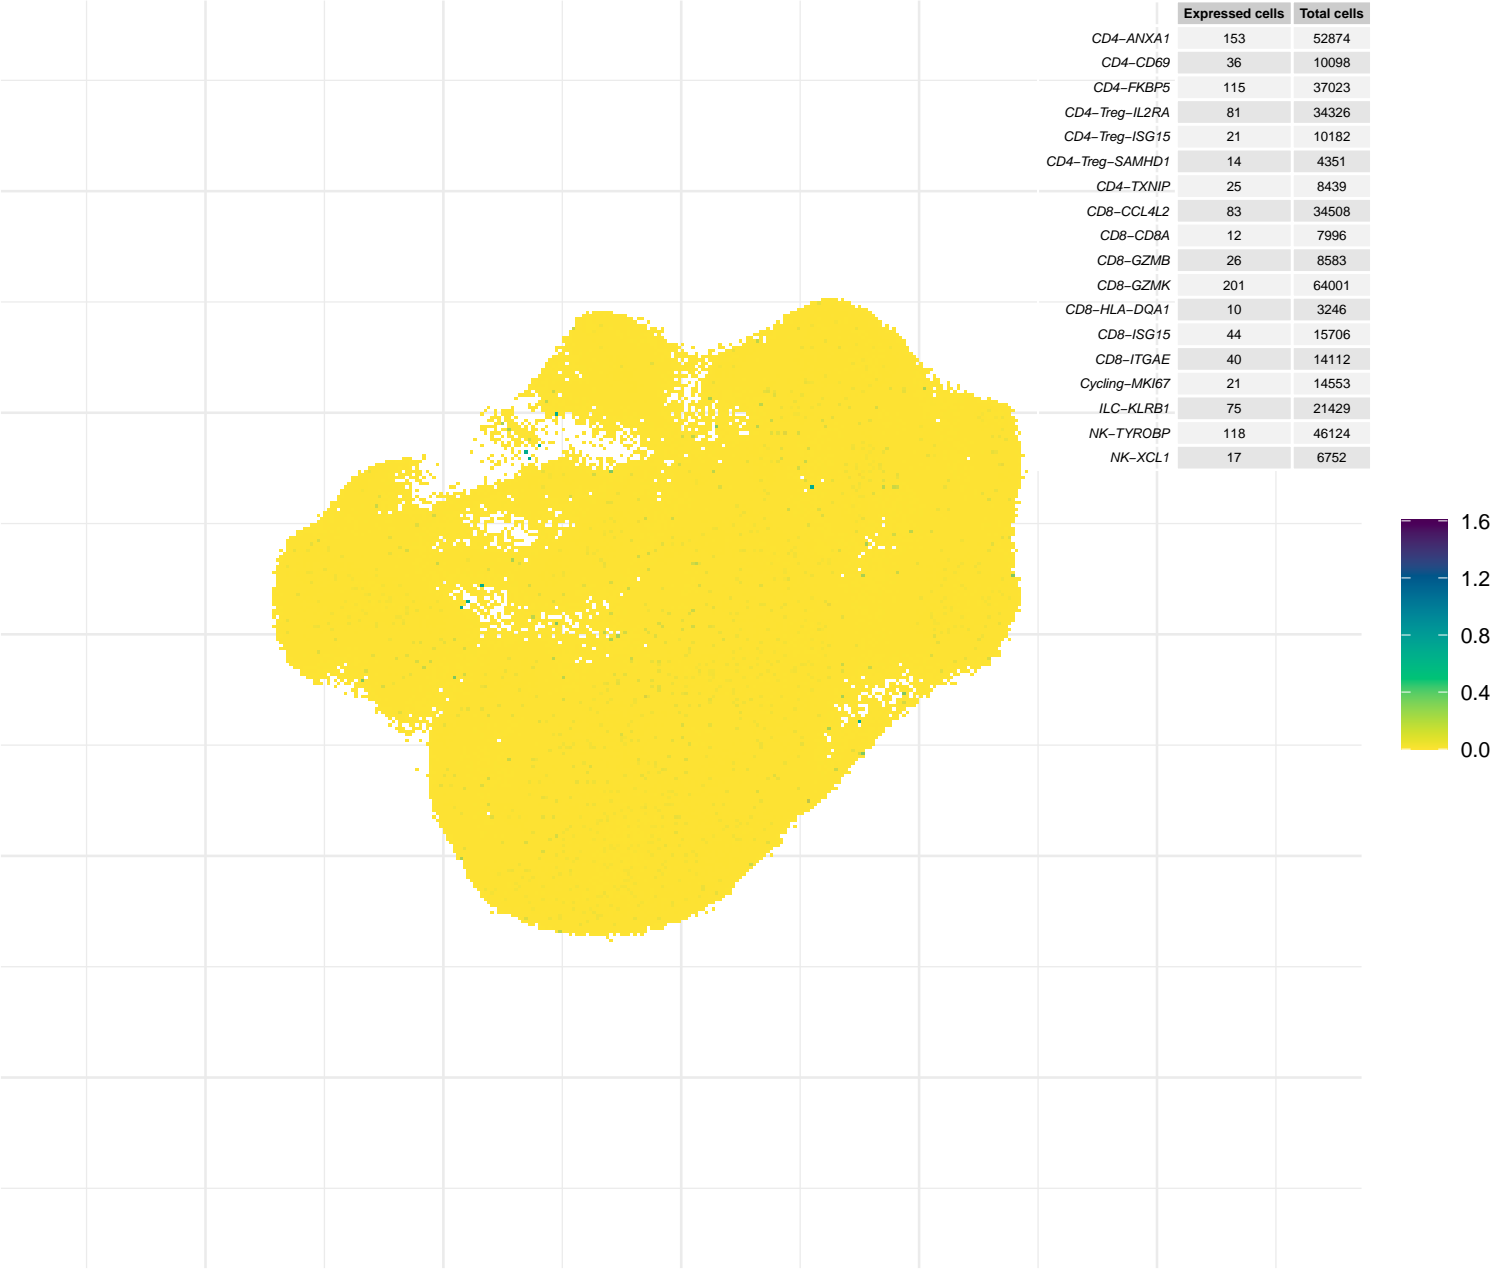 Expressed cells Total cells
CD4−ANXA1 153 52874
CD4−CD69 36 10098
CD4−FKBP5 115 37023
CD4−Treg−IL2RA 81 34326
CD4−Treg−ISG15 21 10182
CD4−Treg−SAMHD1 14 4351
CD4−TXNIP 25 8439
CD8−CCL4L2 83 34508
CD8−CD8A 12 7996
CD8−GZMB 26 8583
CD8−GZMK 201 64001
CD8−HLA−DQA1 10 3246
CD8−ISG15 44 15706
CD8−ITGAE 40 14112
Cycling−MKI67 21 14553
ILC−KLRB1 75 21429
NK−TYROBP 118 46124
NK−XCL1 17 6752
1.6
1.2
0.8
0.4
0.0